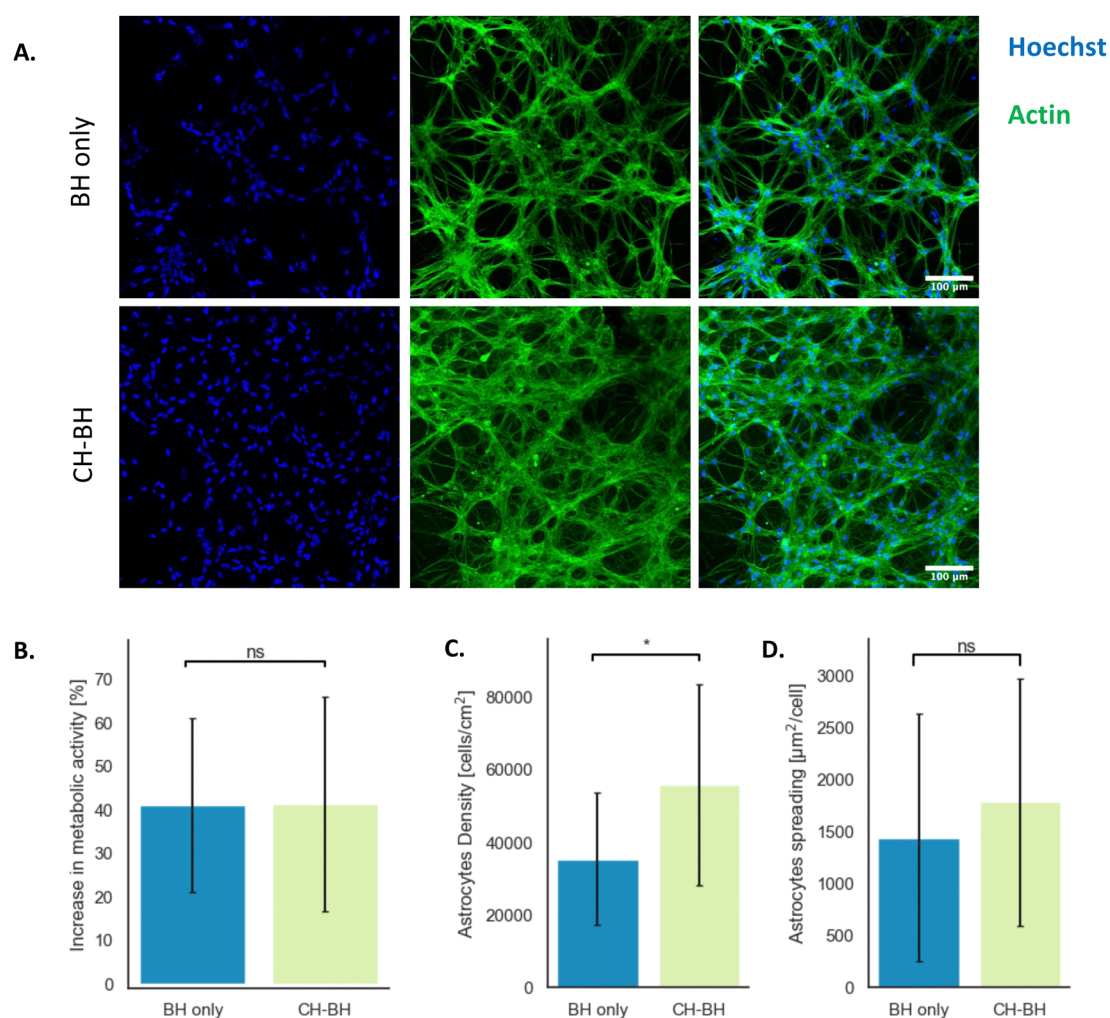 A.
BH only
Hoechst
Actin
100 µm
CH-BH
100 µm
B.
ns
Increase in metabolic activity [%]
70
60
50
40
30
20
10
0
BH only
CH-BH
C.
*
Astrocytes Density [cells/cm²]
80000
60000
40000
20000
0
BH only
CH-BH
D.
ns
Astrocytes spreading [µm²/cell]
3000
2500
2000
1500
1000
500
0
BH only
CH-BH